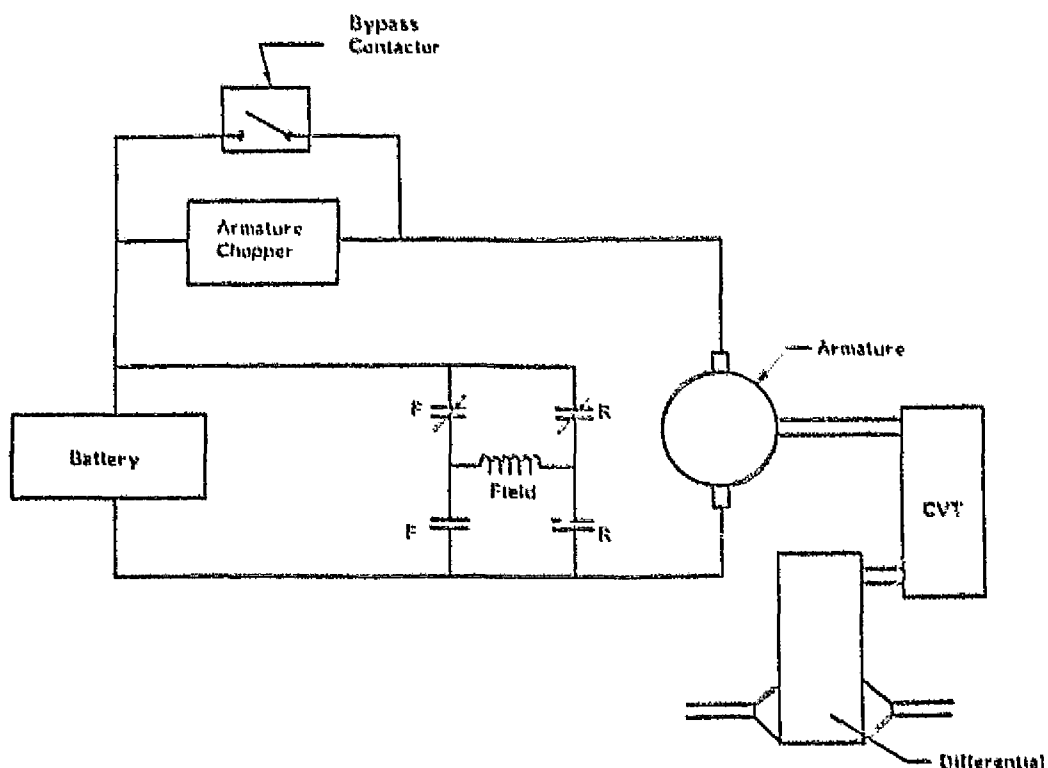 Bypass
Contactor
Armature
Chopper
Armature
F
R
Battery
Field
F
R
CVT
Differential